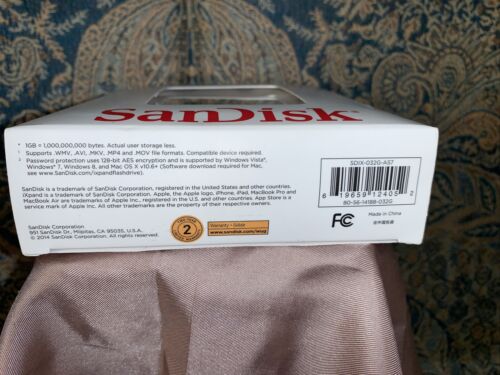 SanDisk®
* 1GB = 1,000,000,000 bytes. Actual user storage less.
¹ Supports .WMV, .AVI, .MKV, .MP4 and .MOV file formats. Compatible device required.
² Password protection uses 128-bit AES encryption and is supported by Windows Vista®,
Windows® 7, Windows® 8, and Mac OS X v10.6+ (Software download required for Mac,
see www.sandisk.com/ixpandflashdrive).
SanDisk is a trademark of SanDisk Corporation, registered in the United States and other countries.
iXpand is a trademark of SanDisk Corporation. Apple, the Apple logo, iPhone, iPad, MacBook Pro and
MacBook Air are trademarks of Apple Inc., registered in the U.S. and other countries. App Store is a
service mark of Apple Inc. All other trademarks are the property of their respective owners.
SanDisk Corporation
951 SanDisk Dr., Milpitas, CA 95035, U.S.A.
© 2014 SanDisk Corporation. All rights reserved.
2
Warranty • Garantie
www.sandisk.com/wug
SDIX-032G-A57
6 19659 12405 2
80-56-14188-032G
FC
Made in China